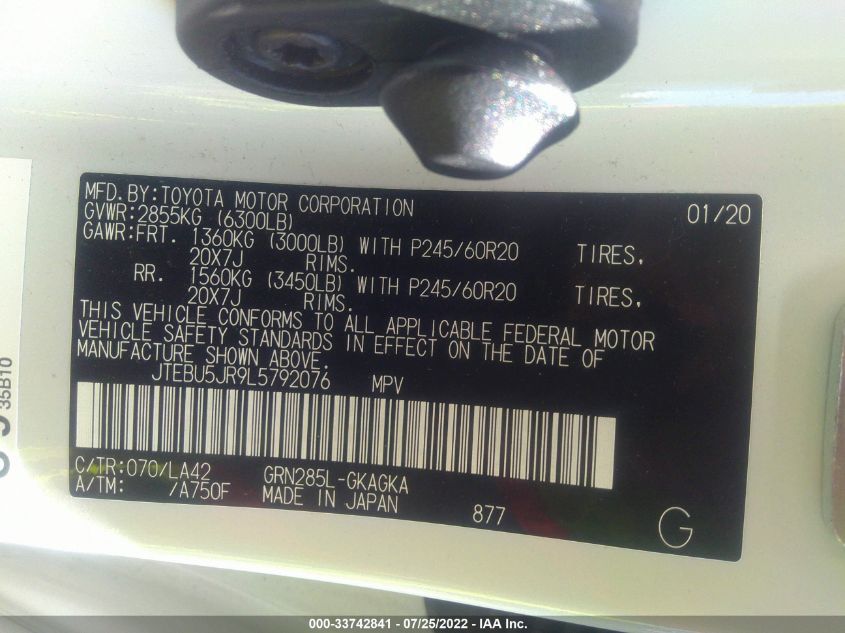 MFD.BY:TOYOTA MOTOR CORPORATION 01/20
GVWR:2855KG (6300LB)
GAWR:FRT. 1360KG (3000LB) WITH P245/60R20 TIRES.
20X7J RIMS.
RR. 1560KG (3450LB) WITH P245/60R20 TIRES.
20X7J RIMS.
THIS VEHICLE CONFORMS TO ALL APPLICABLE FEDERAL MOTOR
VEHICLE SAFETY STANDARDS IN EFFECT ON THE DATE OF
MANUFACTURE SHOWN ABOVE.
JTEBU5JR9L5792076 MPV
C/TR:070/LA42 GRN285L-GKAGKA
A/TM: /A750F MADE IN JAPAN 877 G
35B10
000-33742841 - 07/25/2022 - IAA Inc.